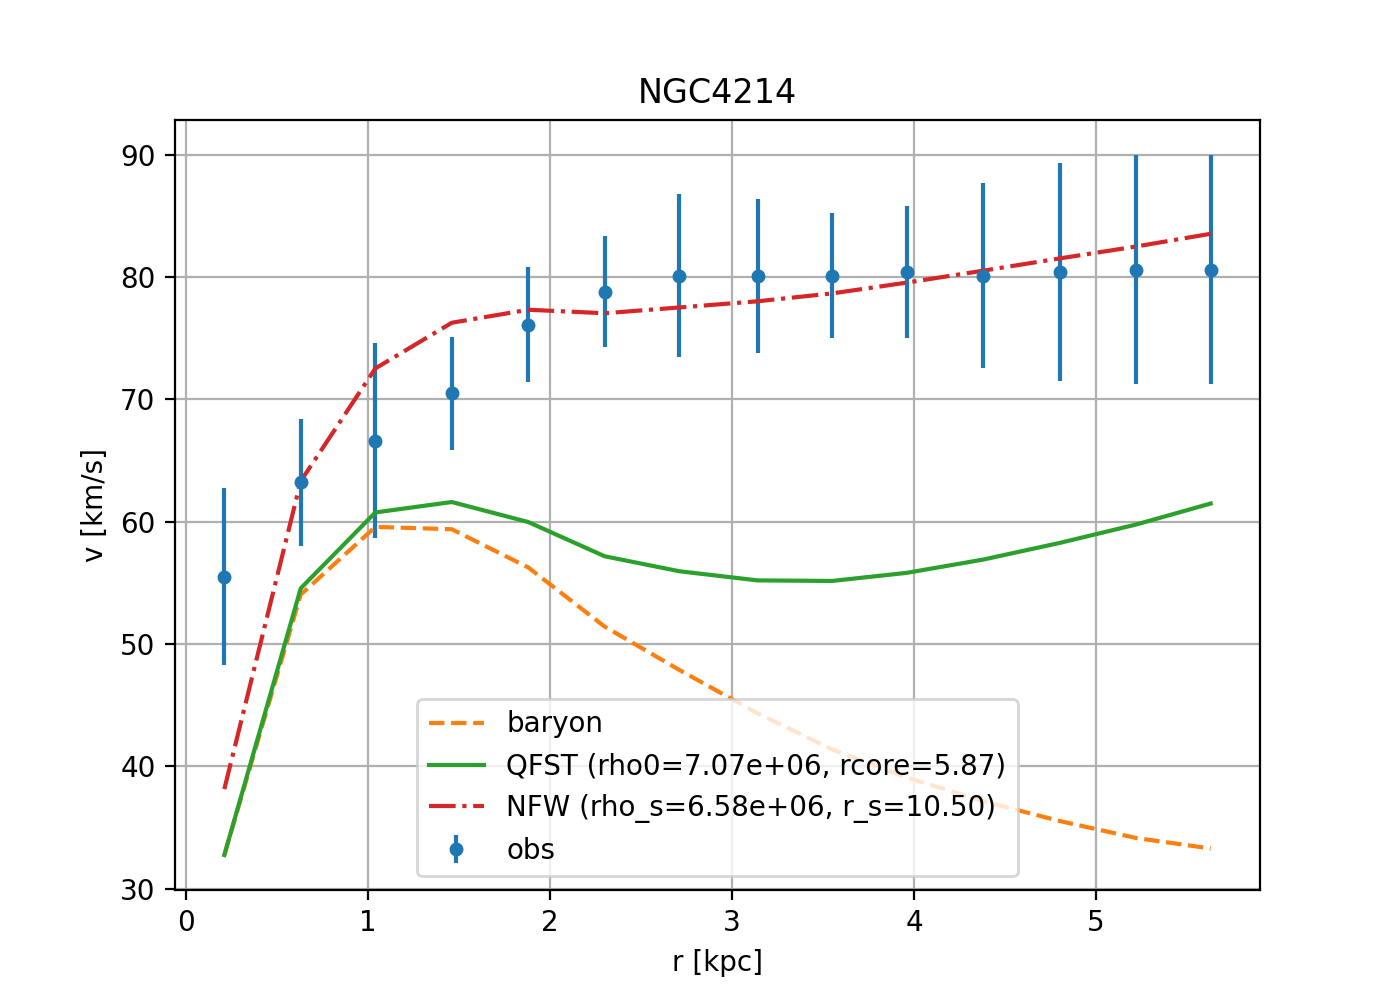 NGC4214
90
80
70
60
50
40
30
v [km/s]
baryon
QFST (rho0=7.07e+06, rcore=5.87)
NFW (rho_s=6.58e+06, r_s=10.50)
obs
0 1 2 3 4 5
r [kpc]